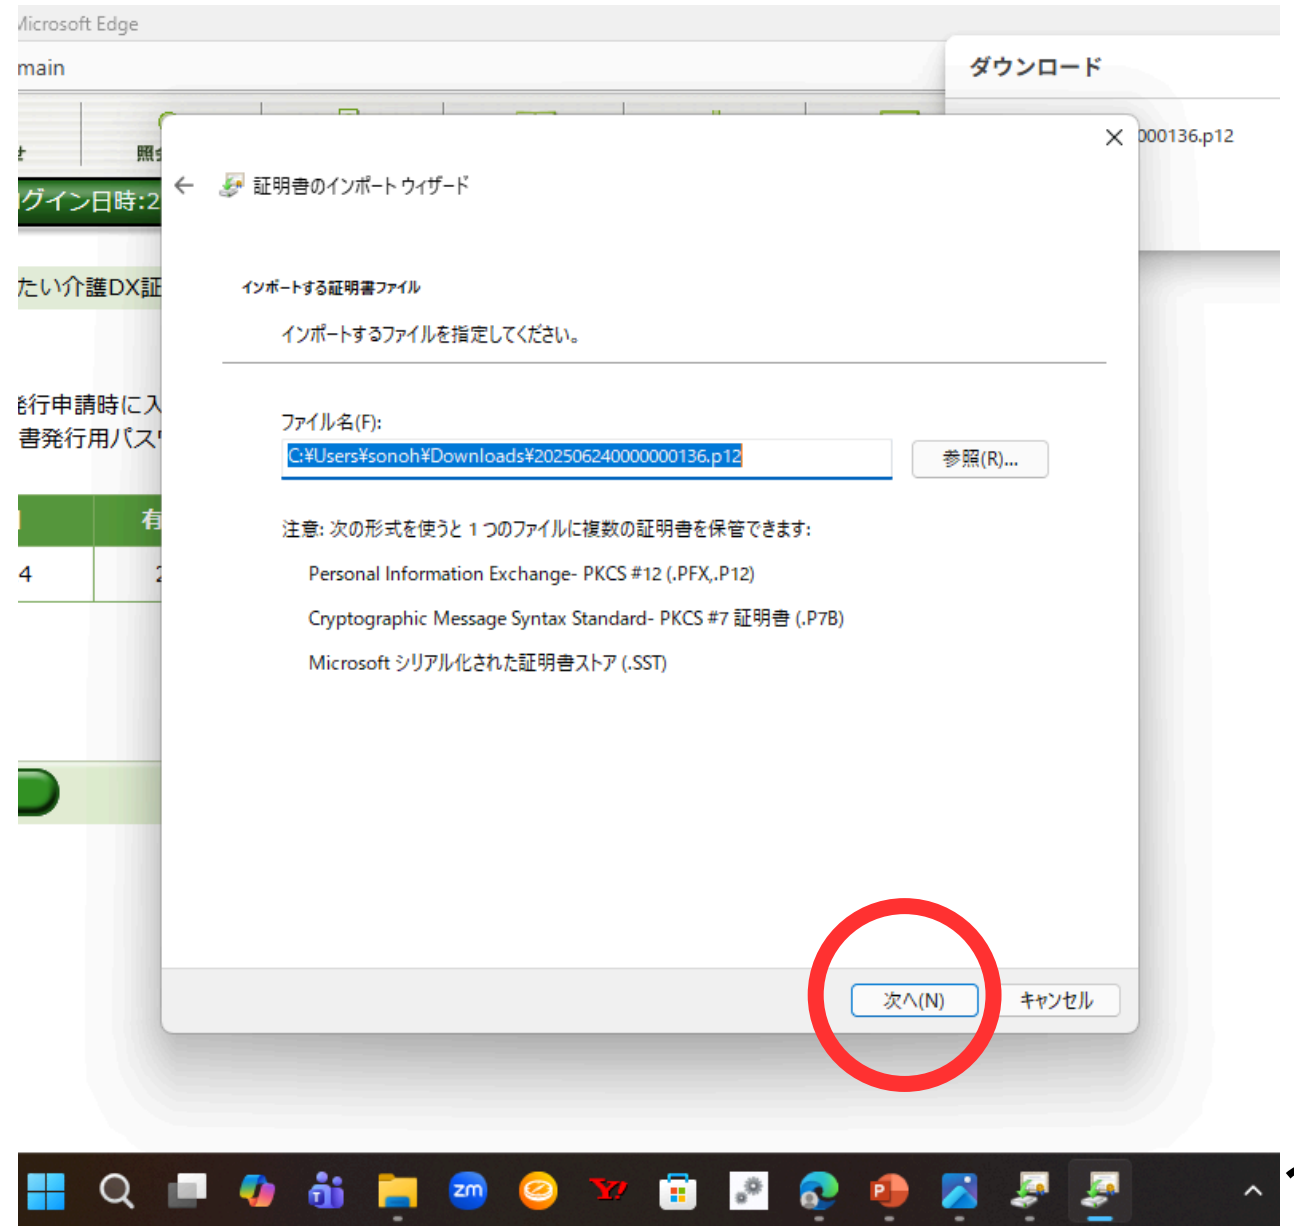 Microsoft Edge
main
ダウンロード
000136.p12
照会
グイン日時:2
証明書のインポート ウィザード
たい介護DX証
インポートする証明書ファイル
インポートするファイルを指定してください。
発行申請時に入
書発行用パス
ファイル名(F):
C:¥Users¥sonoh¥Downloads¥202506240000000136.p12
参照(R)...
有
注意: 次の形式を使うと 1 つのファイルに複数の証明書を保管できます:
4
2
Personal Information Exchange- PKCS #12 (.PFX,.P12)
Cryptographic Message Syntax Standard- PKCS #7 証明書 (.P7B)
Microsoft シリアル化された証明書ストア (.SST)
次へ(N)
キャンセル
zm
Y!